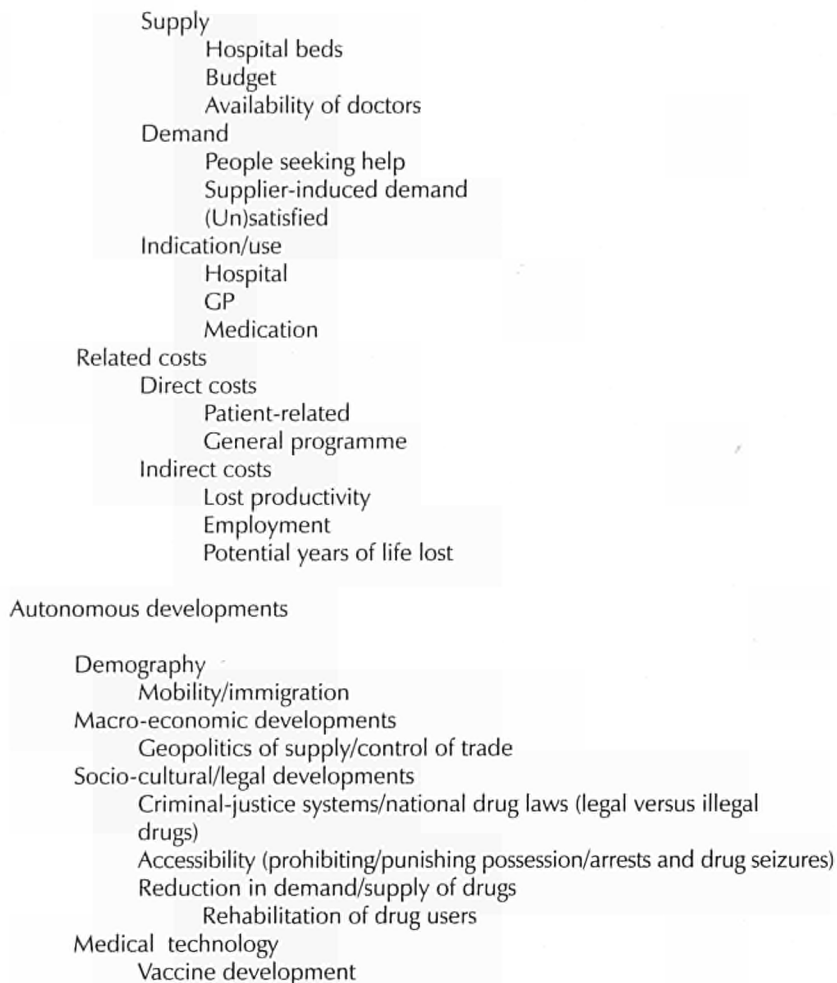 Supply
Hospital beds
Budget
Availability of doctors
Demand
People seeking help
Supplier-induced demand
(Un)satisfied
Indication/use
Hospital
GP
Medication
Related costs
Direct costs
Patient-related
General programme
Indirect costs
Lost productivity
Employment
Potential years of life lost
Autonomous developments
Demography
Mobility/immigration
Macro-economic developments
Geopolitics of supply/control of trade
Socio-cultural/legal developments
Criminal-justice systems/national drug laws (legal versus illegal
drugs)
Accessibility (prohibiting/punishing possession/arrests and drug seizures)
Reduction in demand/supply of drugs
Rehabilitation of drug users
Medical technology
Vaccine development